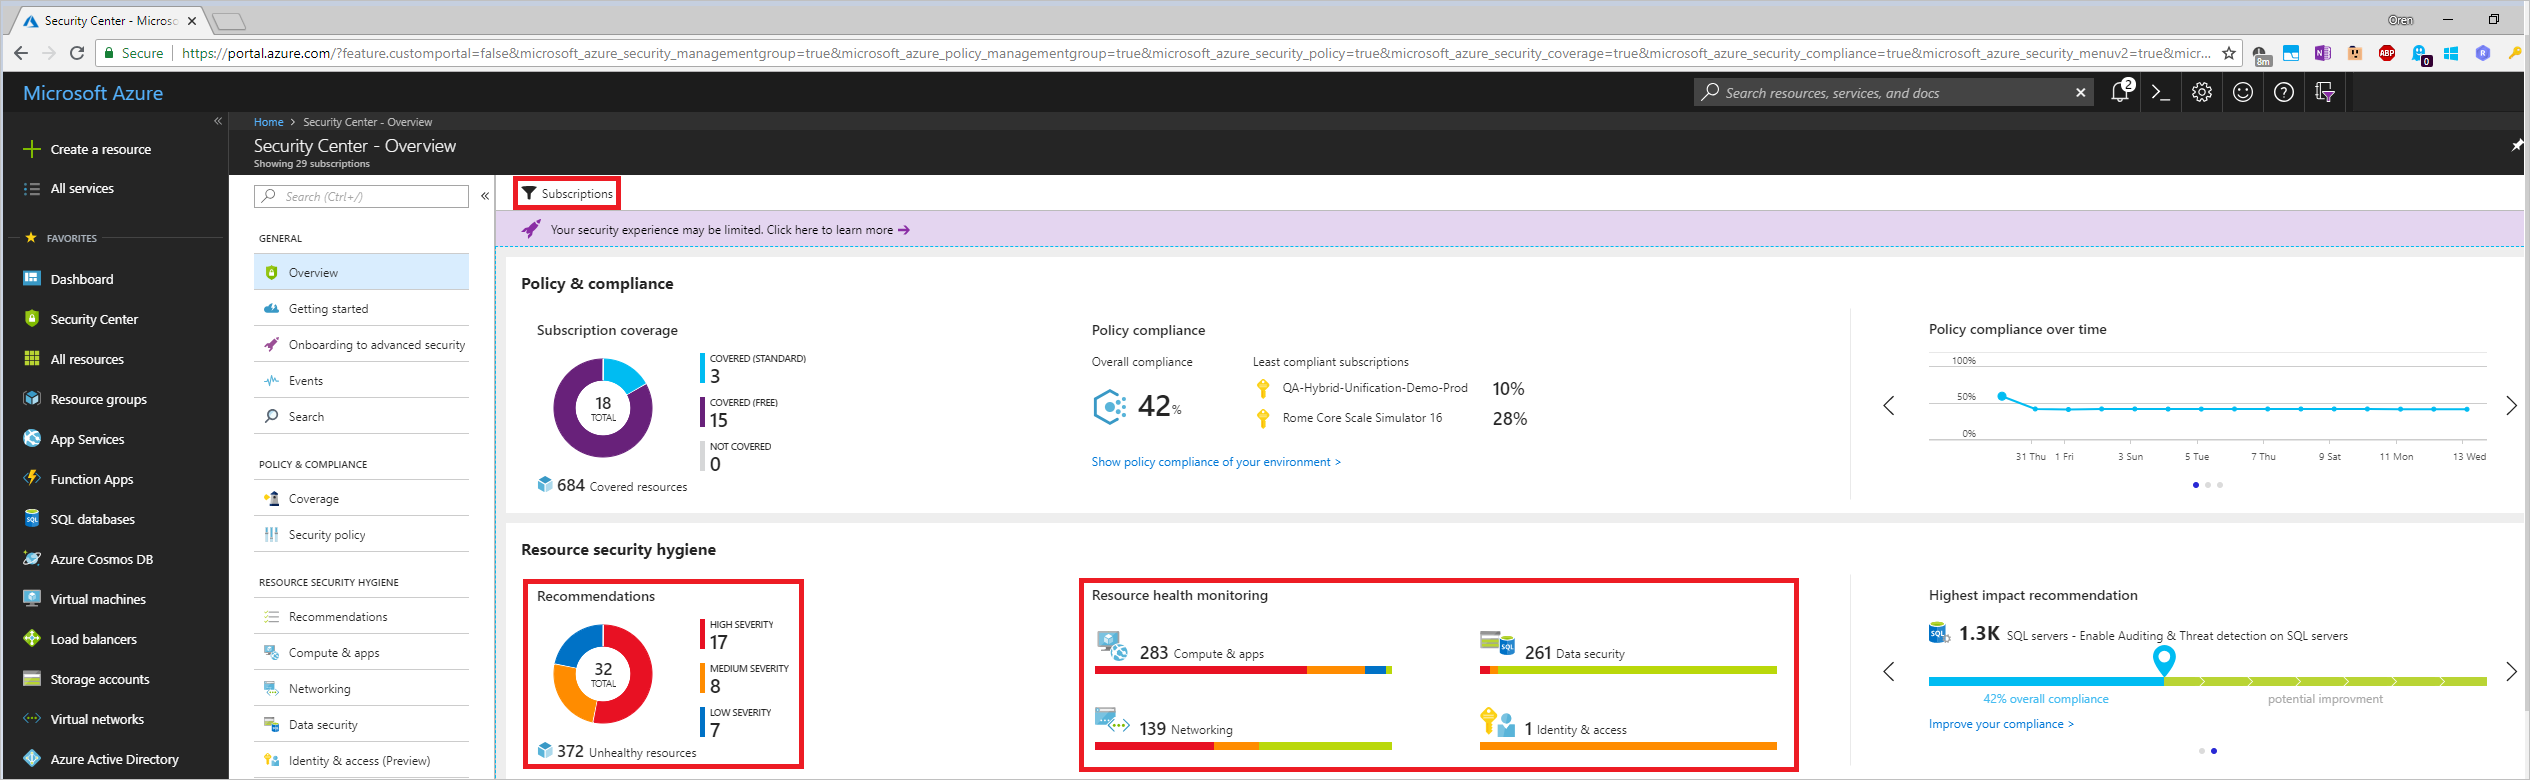 Security Center - Microso
Oren
Secure
https://portal.azure.com/?feature.customportal=false&microsoft_azure_security_managementgroup=true&microsoft_azure_policy_managementgroup=true&microsoft_azure_security_policy=true&microsoft_azure_security_coverage=true&microsoft_azure_security_compliance=true&microsoft_azure_security_menuv2=true&micr...
8m
ABP
0
Microsoft Azure
Search resources, services, and docs
2
Home > Security Center - Overview
Security Center - Overview
Showing 29 subscriptions
Create a resource
All services
FAVORITES
Dashboard
Security Center
All resources
Resource groups
App Services
Function Apps
SQL databases
Azure Cosmos DB
Virtual machines
Load balancers
Storage accounts
Virtual networks
Azure Active Directory
Search (Ctrl+/)
GENERAL
Overview
Getting started
Onboarding to advanced security
Events
Search
POLICY & COMPLIANCE
Coverage
Security policy
RESOURCE SECURITY HYGIENE
Recommendations
Compute & apps
Networking
Data security
Identity & access (Preview)
Subscriptions
Your security experience may be limited. Click here to learn more
Policy & compliance
Subscription coverage
18
TOTAL
COVERED (STANDARD)
3
COVERED (FREE)
15
NOT COVERED
0
684 Covered resources
Policy compliance
Overall compliance
42%
Least compliant subscriptions
QA-Hybrid-Unification-Demo-Prod 10%
Rome Core Scale Simulator 16 28%
Show policy compliance of your environment >
Policy compliance over time
100%
50%
0%
31 Thu 1 Fri 3 Sun 5 Tue 7 Thu 9 Sat 11 Mon 13 Wed
Resource security hygiene
Recommendations
32
TOTAL
HIGH SEVERITY
17
MEDIUM SEVERITY
8
LOW SEVERITY
7
372 Unhealthy resources
Resource health monitoring
283 Compute & apps
SQL
261 Data security
139 Networking
1 Identity & access
Highest impact recommendation
SQL
1.3K SQL servers - Enable Auditing & Threat detection on SQL servers
42% overall compliance
potential improvment
Improve your compliance >